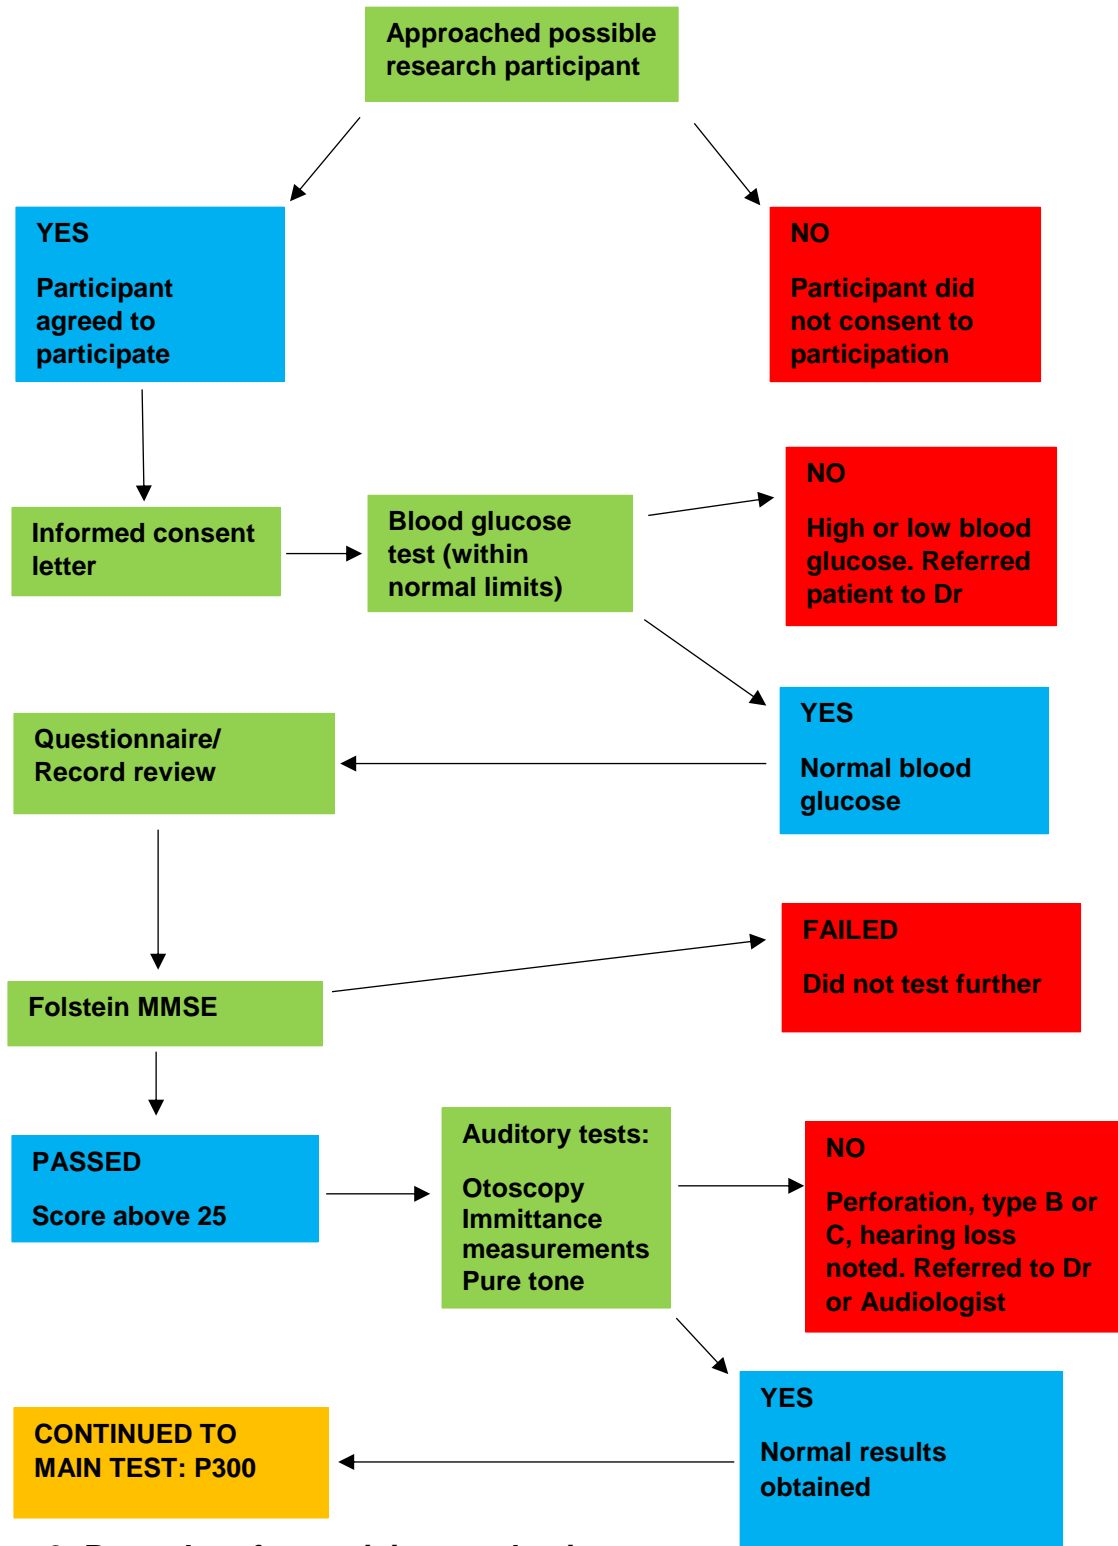 Approached possible
research participant
YES
Participant
agreed to
participate
NO
Participant did
not consent to
participation
Informed consent
letter
Blood glucose
test (within
normal limits)
NO
High or low blood
glucose. Referred
patient to Dr
YES
Normal blood
glucose
Questionnaire/
Record review
Folstein MMSE
FAILED
Did not test further
PASSED
Score above 25
Auditory tests:
Otoscopy
Immittance
measurements
Pure tone
NO
Perforation, type B or
C, hearing loss
noted. Referred to Dr
or Audiologist
YES
Normal results
obtained
CONTINUED TO
MAIN TEST: P300